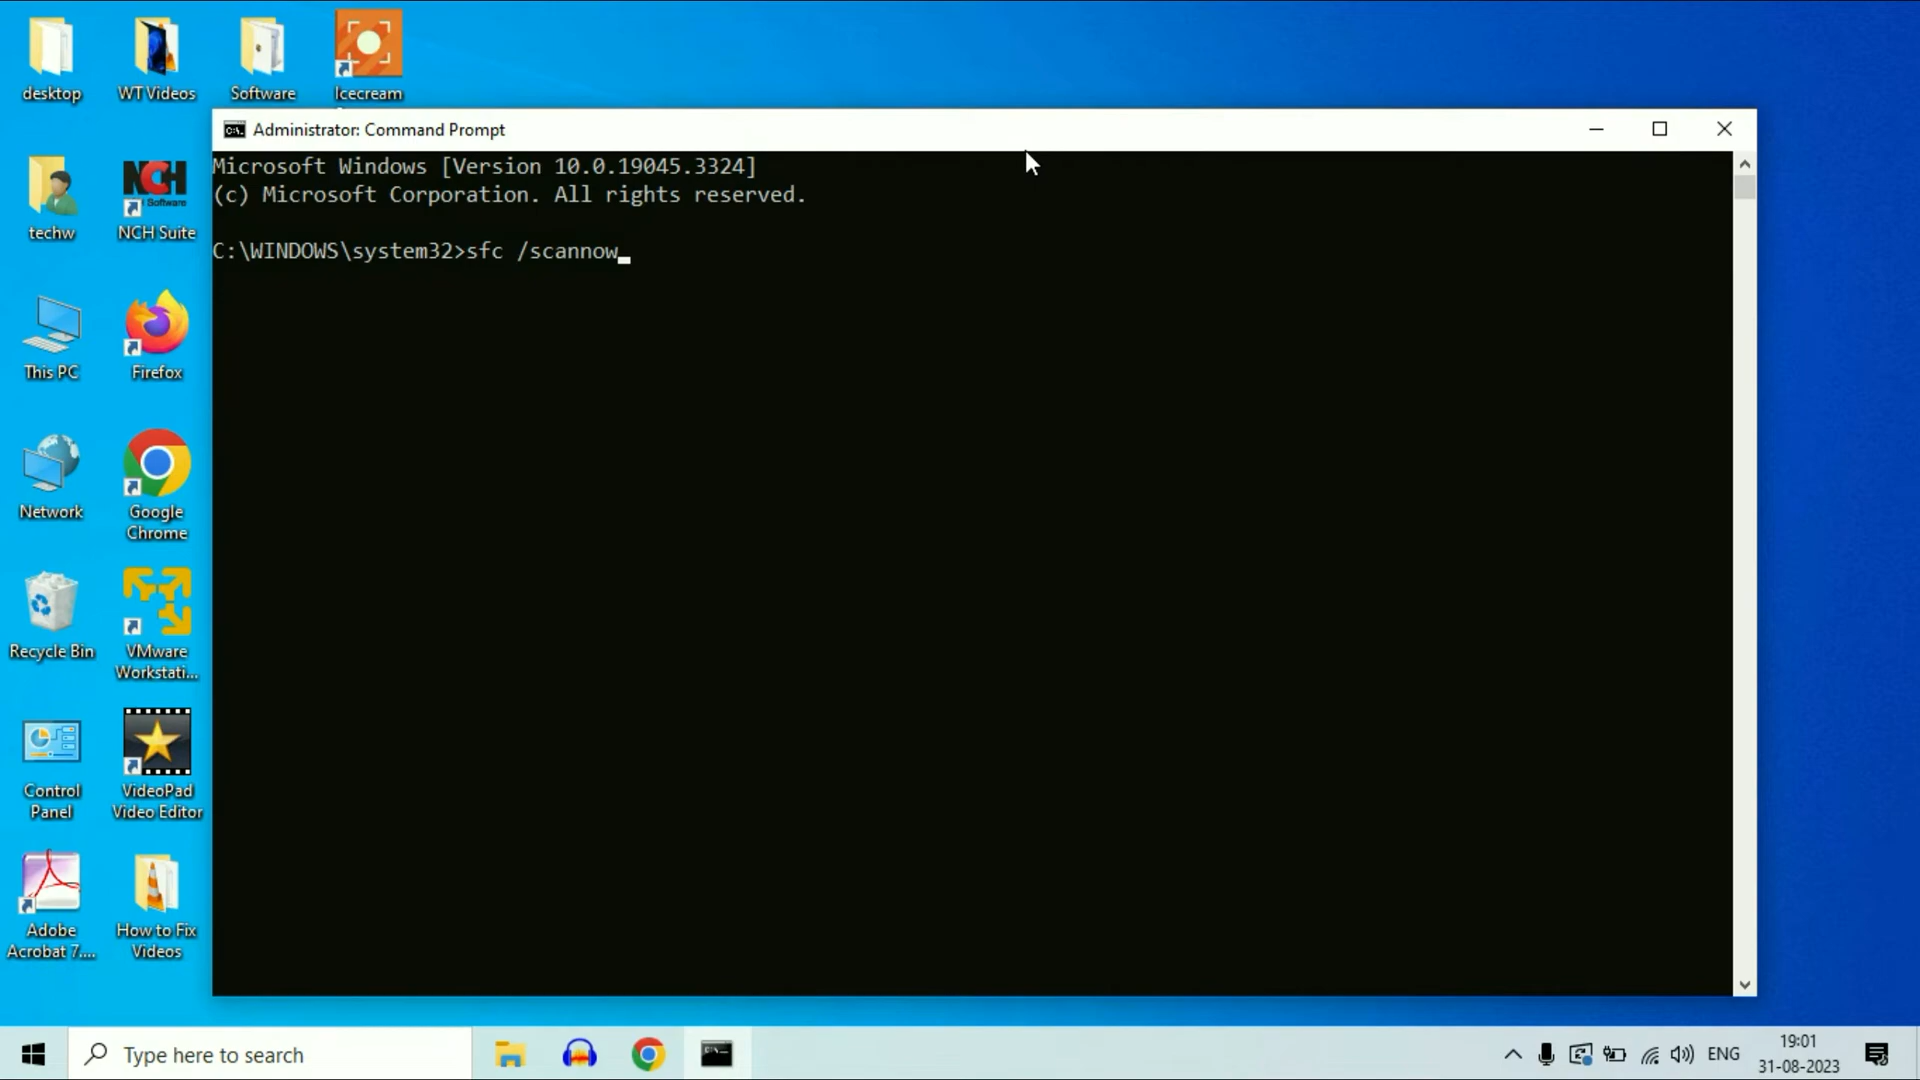 desktop
WT Videos
Software
Icecream
Administrator: Command Prompt
Microsoft Windows [Version 10.0.19045.3324]
(c) Microsoft Corporation. All rights reserved.
C:\WINDOWS\system32>sfc /scannow
techw
NCH
Software
NCH Suite
This PC
Firefox
Network
Google
Chrome
Recycle Bin
VMware
Workstati...
Control
Panel
VideoPad
Video Editor
Adobe
Acrobat 7....
How to Fix
Videos
Type here to search
ENG
19:01
31-08-2023